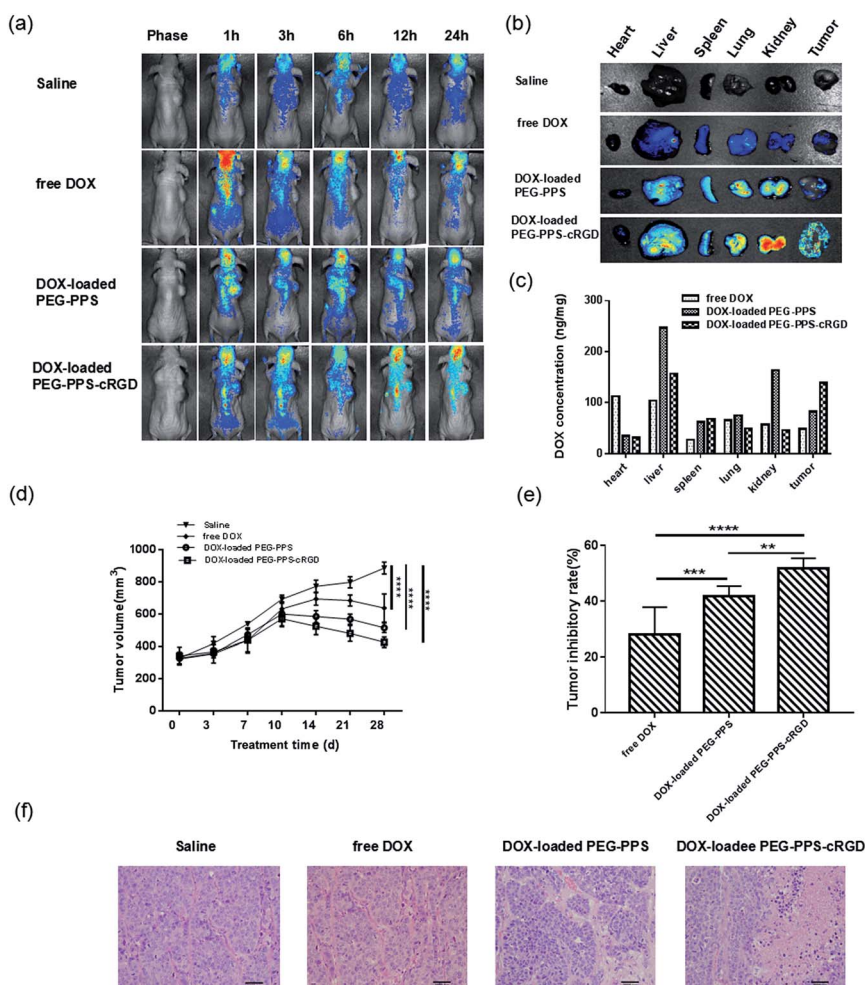 (a)
Phase 1h 3h 6h 12h 24h
Saline
free DOX
DOX-loaded
PEG-PPS
DOX-loaded
PEG-PPS-cRGD
(b)
Heart Liver Spleen Lung Kidney Tumor
Saline
free DOX
DOX-loaded
PEG-PPS
DOX-loaded
PEG-PPS-cRGD
(c)
DOX concentration (ng/mg)
300
200
100
0
free DOX
DOX-loaded PEG-PPS
DOX-loaded PEG-PPS-cRGD
heart liver spleen lung kidney tumor
(d)
Saline
free DOX
DOX-loaded PEG-PPS
DOX-loaded PEG-PPS-cRGD
Tumor volume(mm3)
1000
800
600
400
200
0
0 3 7 10 14 21 28
Treatment time (d)
****
****
****
(e)
Tumor inhibitory rate(%)
60
40
20
0
****
***
**
free DOX
DOX-loaded PEG-PPS
DOX-loaded PEG-PPS-cRGD
(f)
Saline free DOX DOX-loaded PEG-PPS DOX-loadee PEG-PPS-cRGD